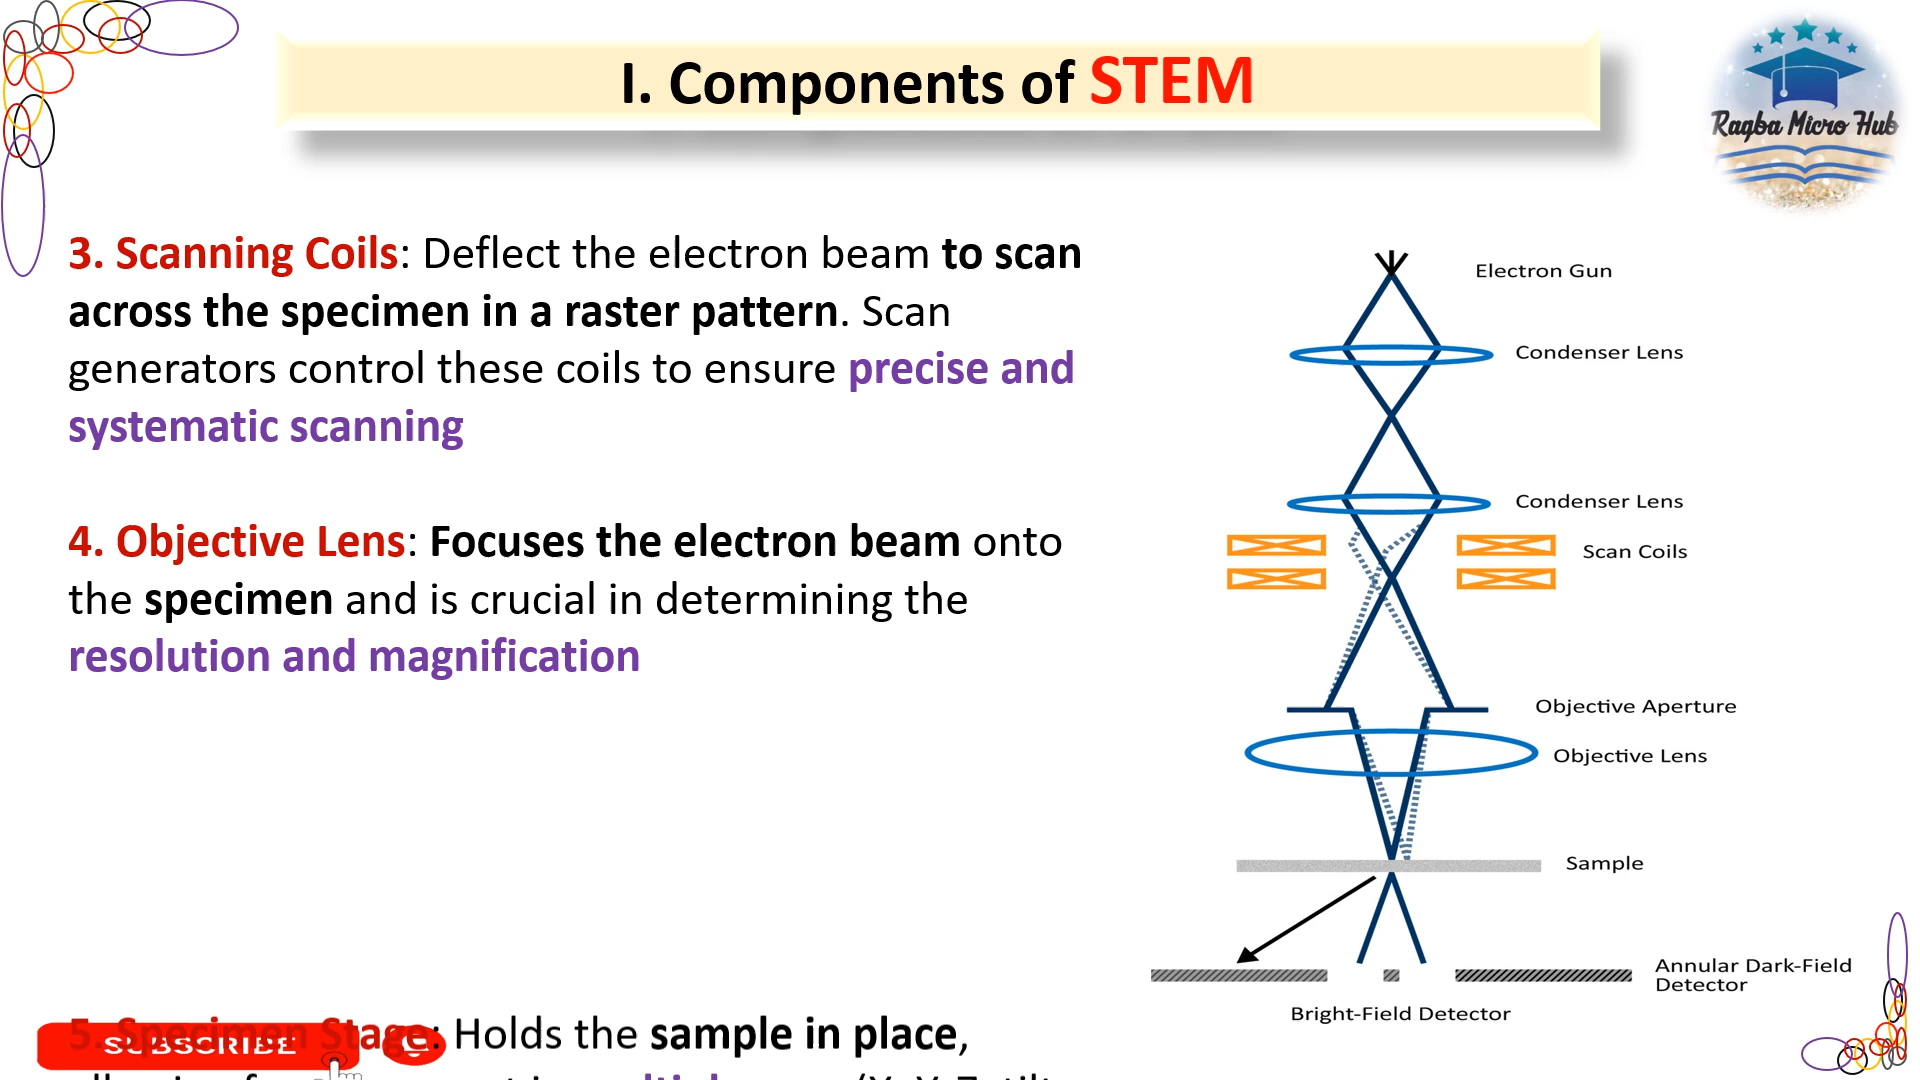 I. Components of STEM
Ragba Micro Hub
3. Scanning Coils: Deflect the electron beam to scan
across the specimen in a raster pattern. Scan
generators control these coils to ensure precise and
systematic scanning
4. Objective Lens: Focuses the electron beam onto
the specimen and is crucial in determining the
resolution and magnification
5. Specimen Stage: Holds the sample in place,
SUBSCRIBE
Electron Gun
Condenser Lens
Condenser Lens
Scan Coils
Objective Aperture
Objective Lens
Sample
Annular Dark-Field
Detector
Bright-Field Detector